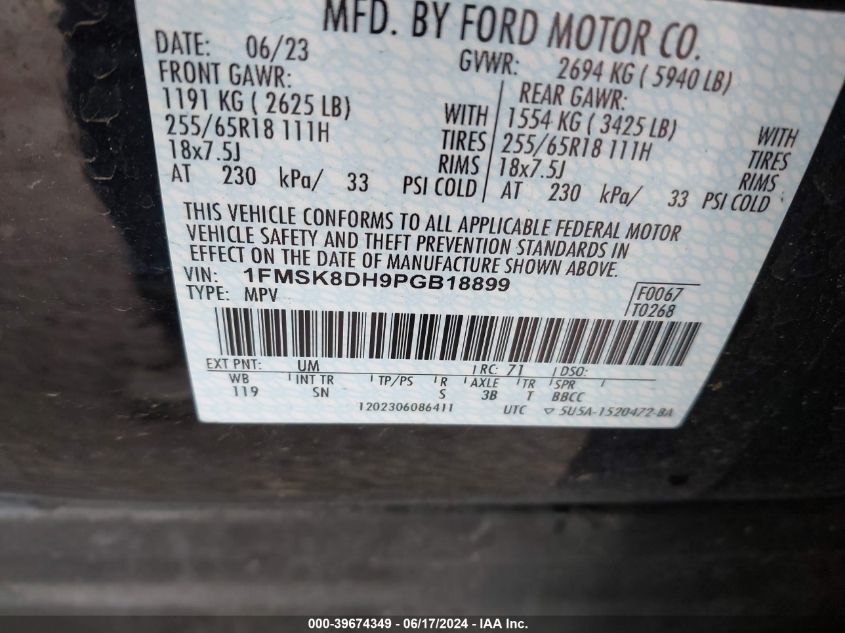 MFD. BY FORD MOTOR CO.
DATE: 06/23 GVWR: 2694 KG ( 5940 LB)
FRONT GAWR: REAR GAWR:
1191 KG ( 2625 LB) WITH 1554 KG ( 3425 LB) WITH
255/65R18 111H TIRES 255/65R18 111H TIRES
18x7.5J RIMS 18x7.5J RIMS
AT 230 kPa/ 33 PSI COLD AT 230 kPa/ 33 PSI COLD
THIS VEHICLE CONFORMS TO ALL APPLICABLE FEDERAL MOTOR
VEHICLE SAFETY AND THEFT PREVENTION STANDARDS IN
EFFECT ON THE DATE OF MANUFACTURE SHOWN ABOVE.
VIN: 1FMSK8DH9PGB18899 F0067
TYPE: MPV T0268
EXT PNT: UM RC: 71 DSO:
WB INT TR TP/PS R AXLE TR SPR
119 SN S 3B T BBCC
1202306086411 UTC 5U5A-1520472-BA
000-39674349 - 06/17/2024 - IAA Inc.